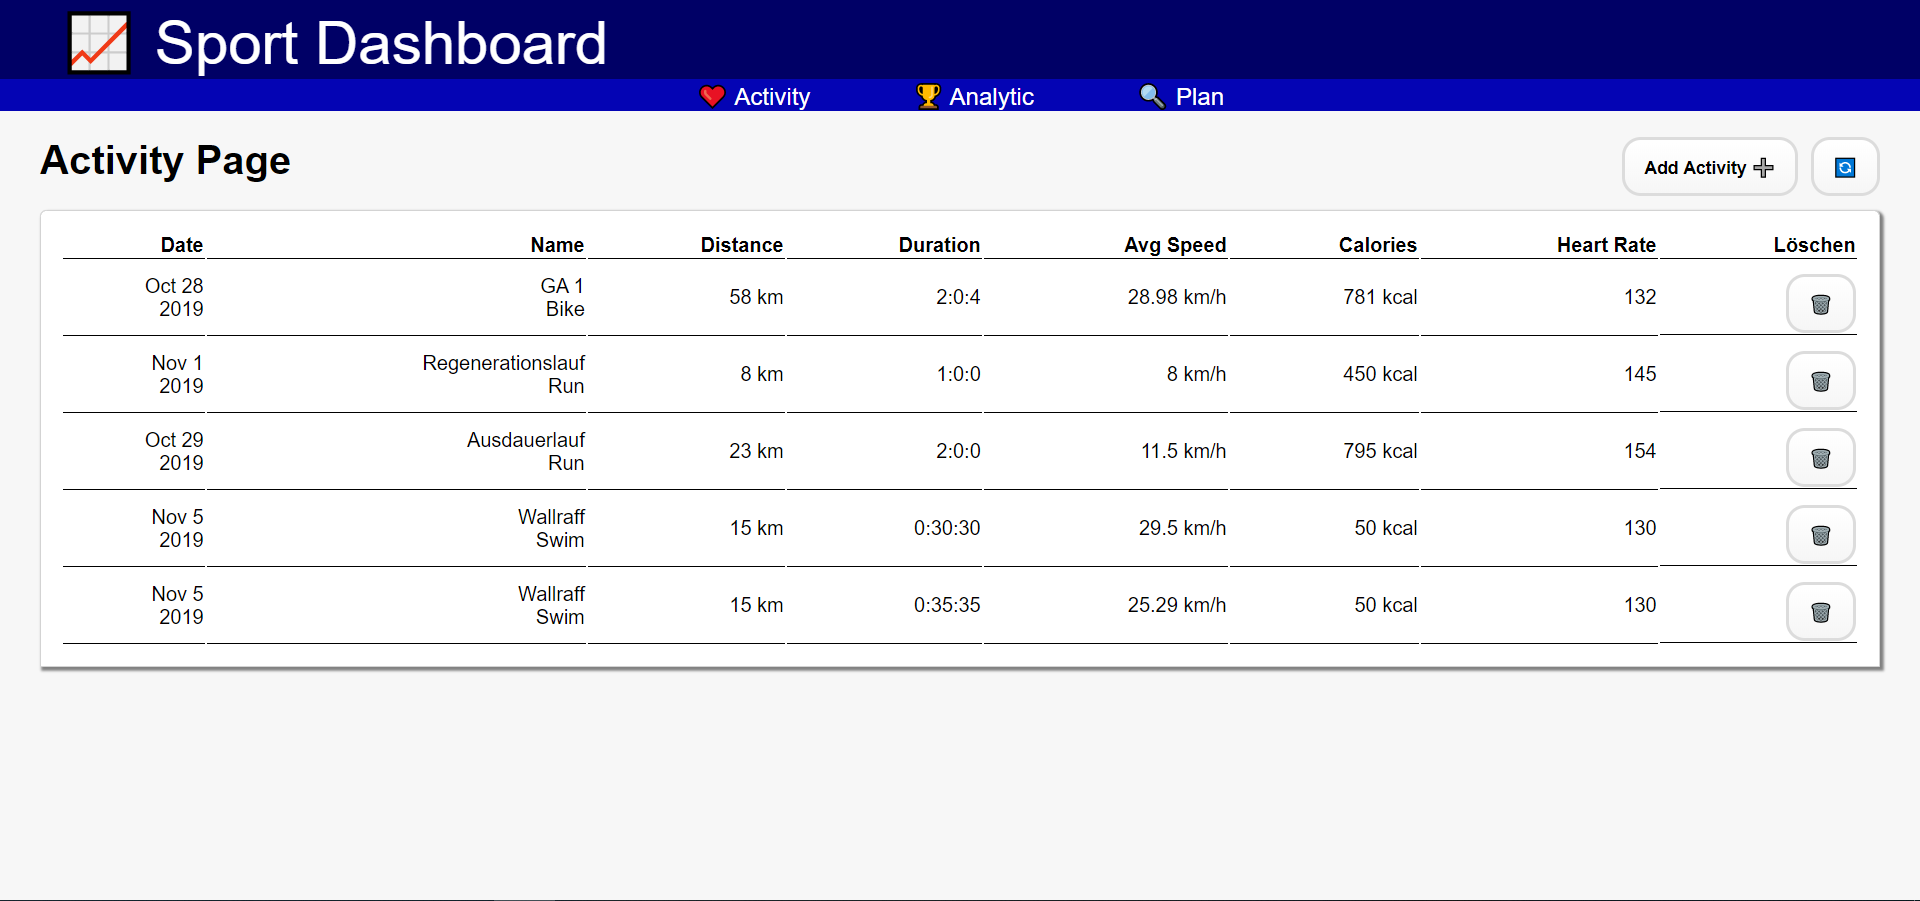 Sport Dashboard
Activity Analytic Plan
Activity Page
Add Activity
Date Name Distance Duration Avg Speed Calories Heart Rate Löschen
Oct 28 2019 GA 1 Bike 58 km 2:0:4 28.98 km/h 781 kcal 132
Nov 1 2019 Regenerationslauf Run 8 km 1:0:0 8 km/h 450 kcal 145
Oct 29 2019 Ausdauerlauf Run 23 km 2:0:0 11.5 km/h 795 kcal 154
Nov 5 2019 Wallraff Swim 15 km 0:30:30 29.5 km/h 50 kcal 130
Nov 5 2019 Wallraff Swim 15 km 0:35:35 25.29 km/h 50 kcal 130